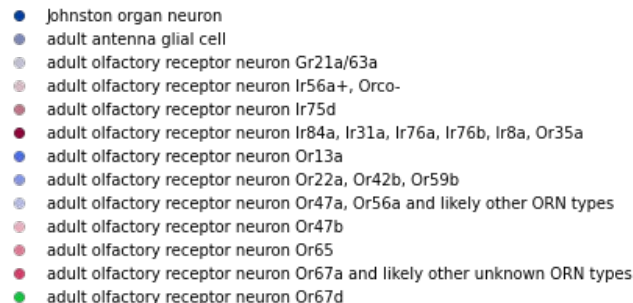 Johnston organ neuron
adult antenna glial cell
adult olfactory receptor neuron Gr21a/63a
adult olfactory receptor neuron Ir56a+, Orco-
adult olfactory receptor neuron Ir75d
adult olfactory receptor neuron Ir84a, Ir31a, Ir76a, Ir76b, Ir8a, Or35a
adult olfactory receptor neuron Or13a
adult olfactory receptor neuron Or22a, Or42b, Or59b
adult olfactory receptor neuron Or47a, Or56a and likely other ORN types
adult olfactory receptor neuron Or47b
adult olfactory receptor neuron Or65
adult olfactory receptor neuron Or67a and likely other unknown ORN types
adult olfactory receptor neuron Or67d